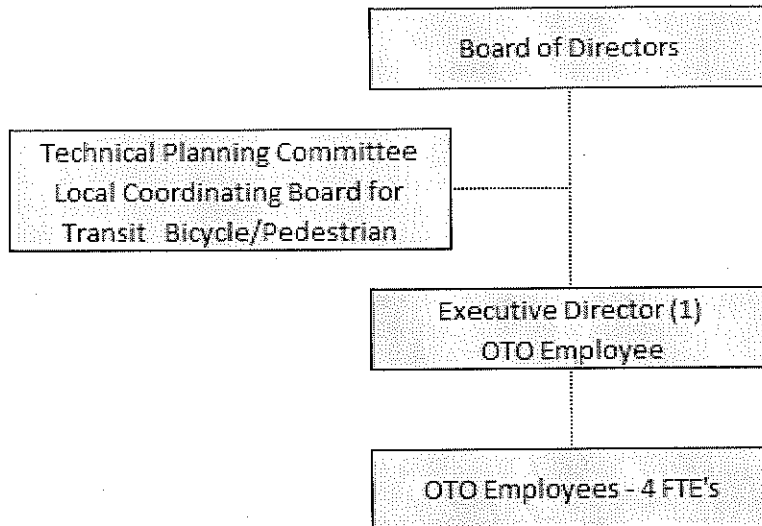 Board of Directors
Technical Planning Committee
Local Coordinating Board for
Transit Bicycle/Pedestrian
Executive Director (1)
OTO Employee
OTO Employees - 4 FTE's